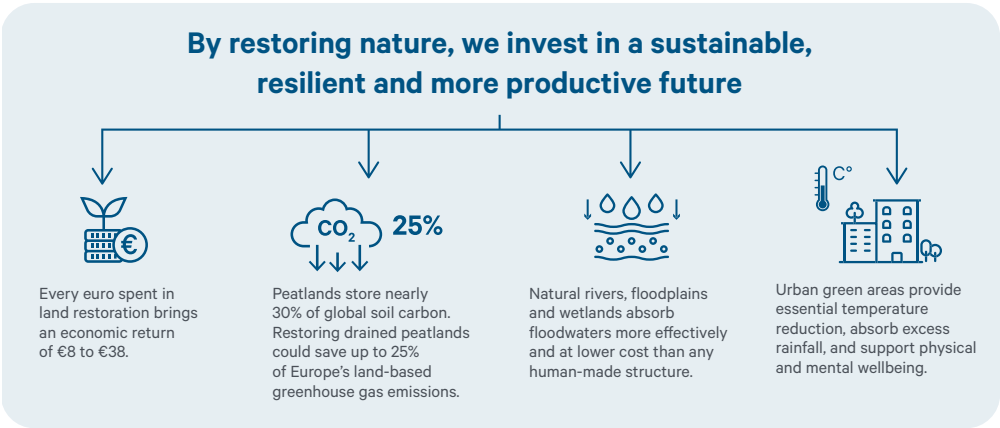 By restoring nature, we invest in a sustainable,
resilient and more productive future
€
Every euro spent in
land restoration brings
an economic return
of €8 to €38.
CO₂
25%
Peatlands store nearly
30% of global soil carbon.
Restoring drained peatlands
could save up to 25%
of Europe's land-based
greenhouse gas emissions.
Natural rivers, floodplains
and wetlands absorb
floodwaters more effectively
and at lower cost than any
human-made structure.
C°
Urban green areas provide
essential temperature
reduction, absorb excess
rainfall, and support physical
and mental wellbeing.